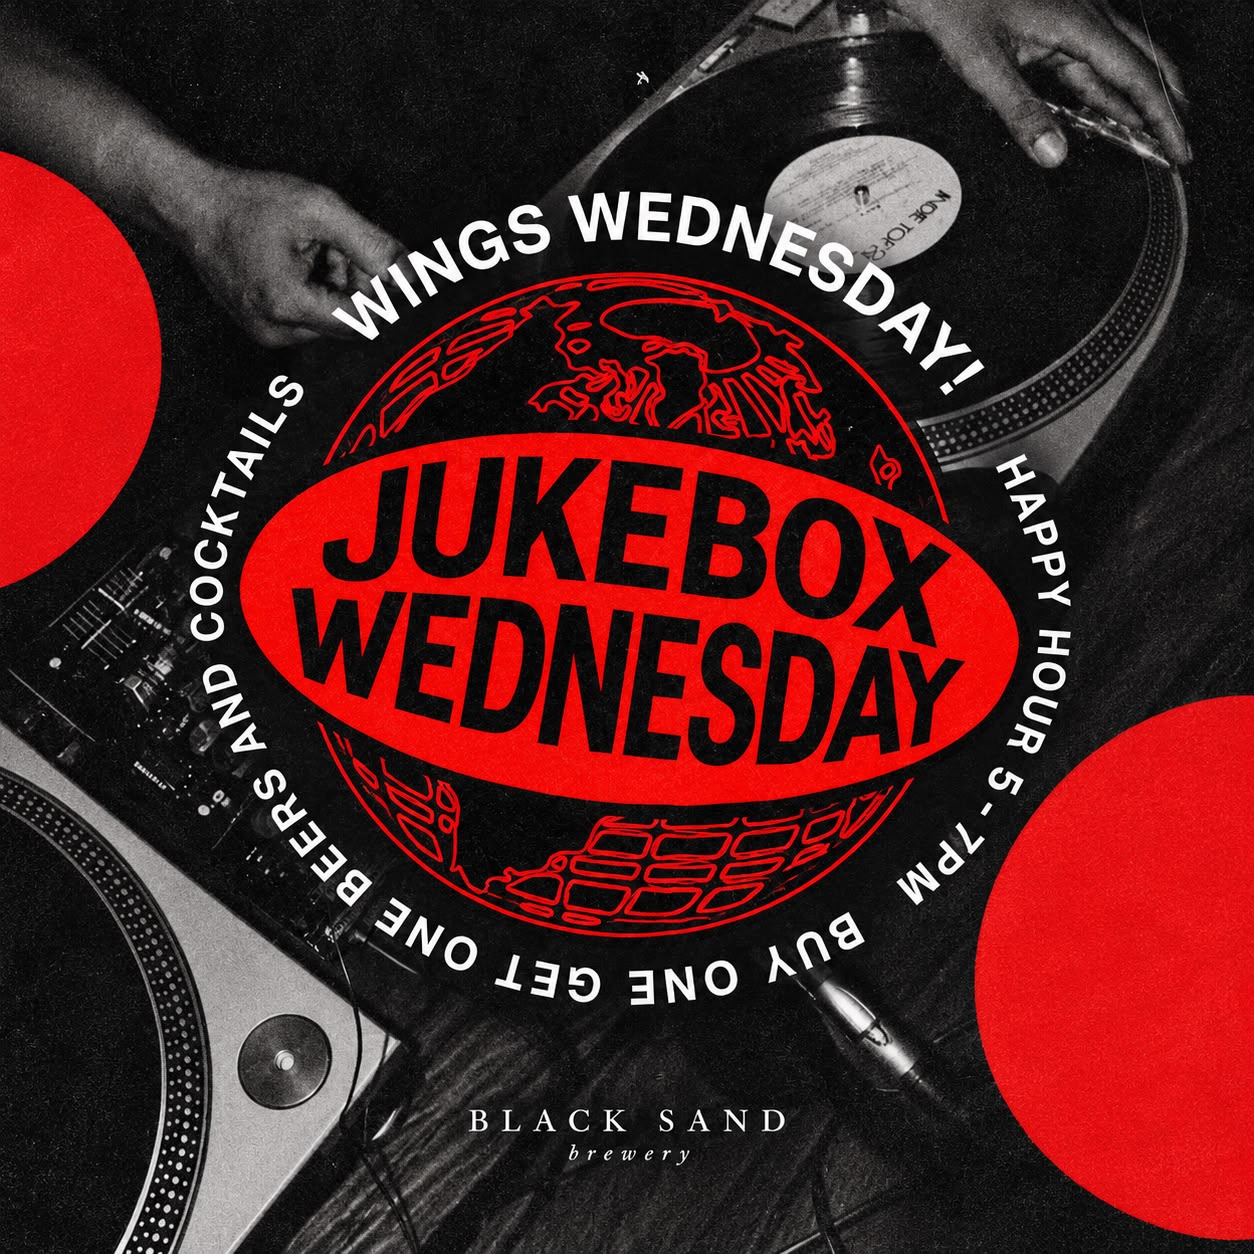 WINGS WEDNESDAY!
HAPPY HOUR 5-7PM
BUY ONE GET ONE BEERS AND COCKTAILS
JUKEBOX
WEDNESDAY
BLACK SAND
brewery